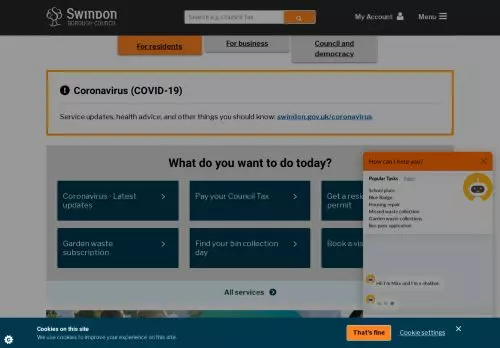 SWINDON
BOROUGH COUNCIL
Search e.g. Council Tax
My Account
Menu
For residents
For business
Council and
democracy
Coronavirus (COVID-19)
Service updates, health advice, and other things you should know: swindon.gov.uk/coronavirus.
What do you want to do today?
Coronavirus - Latest
updates
Pay your Council Tax
Get a resid
permit
Garden waste
subscription
Find your bin collection
day
Book a vis
All services
How can I help you?
Popular Tasks
School place
Blue Badge
Housing repair
Missed waste collection
Garden waste collections
Bus pass application
Hi! I'm Max and I'm a chatbot.
Cookies on this site
We use cookies to improve your experience on this site.
That's fine
Cookie settings